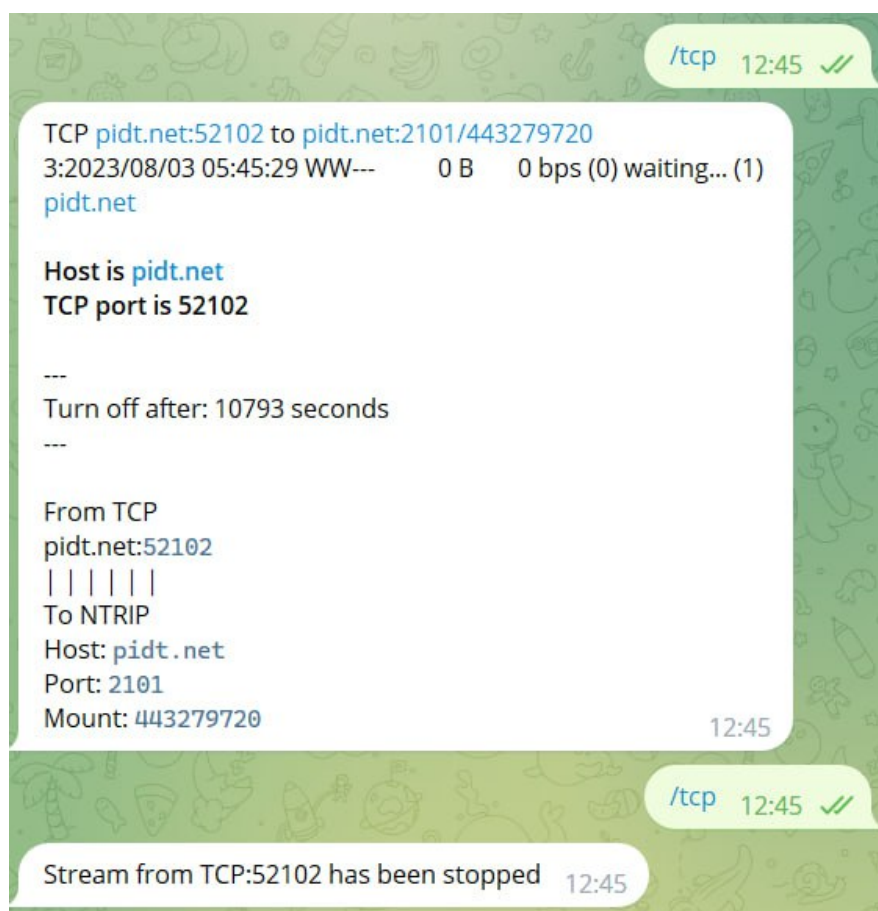 /tcp 12:45
TCP pidt.net:52102 to pidt.net:2101/443279720
3:2023/08/03 05:45:29 WW--- 0 B 0 bps (0) waiting... (1)
pidt.net
Host is pidt.net
TCP port is 52102
---
Turn off after: 10793 seconds
---
From TCP
pidt.net:52102
| | | | | |
To NTRIP
Host: pidt.net
Port: 2101
Mount: 443279720
12:45
/tcp 12:45
Stream from TCP:52102 has been stopped 12:45